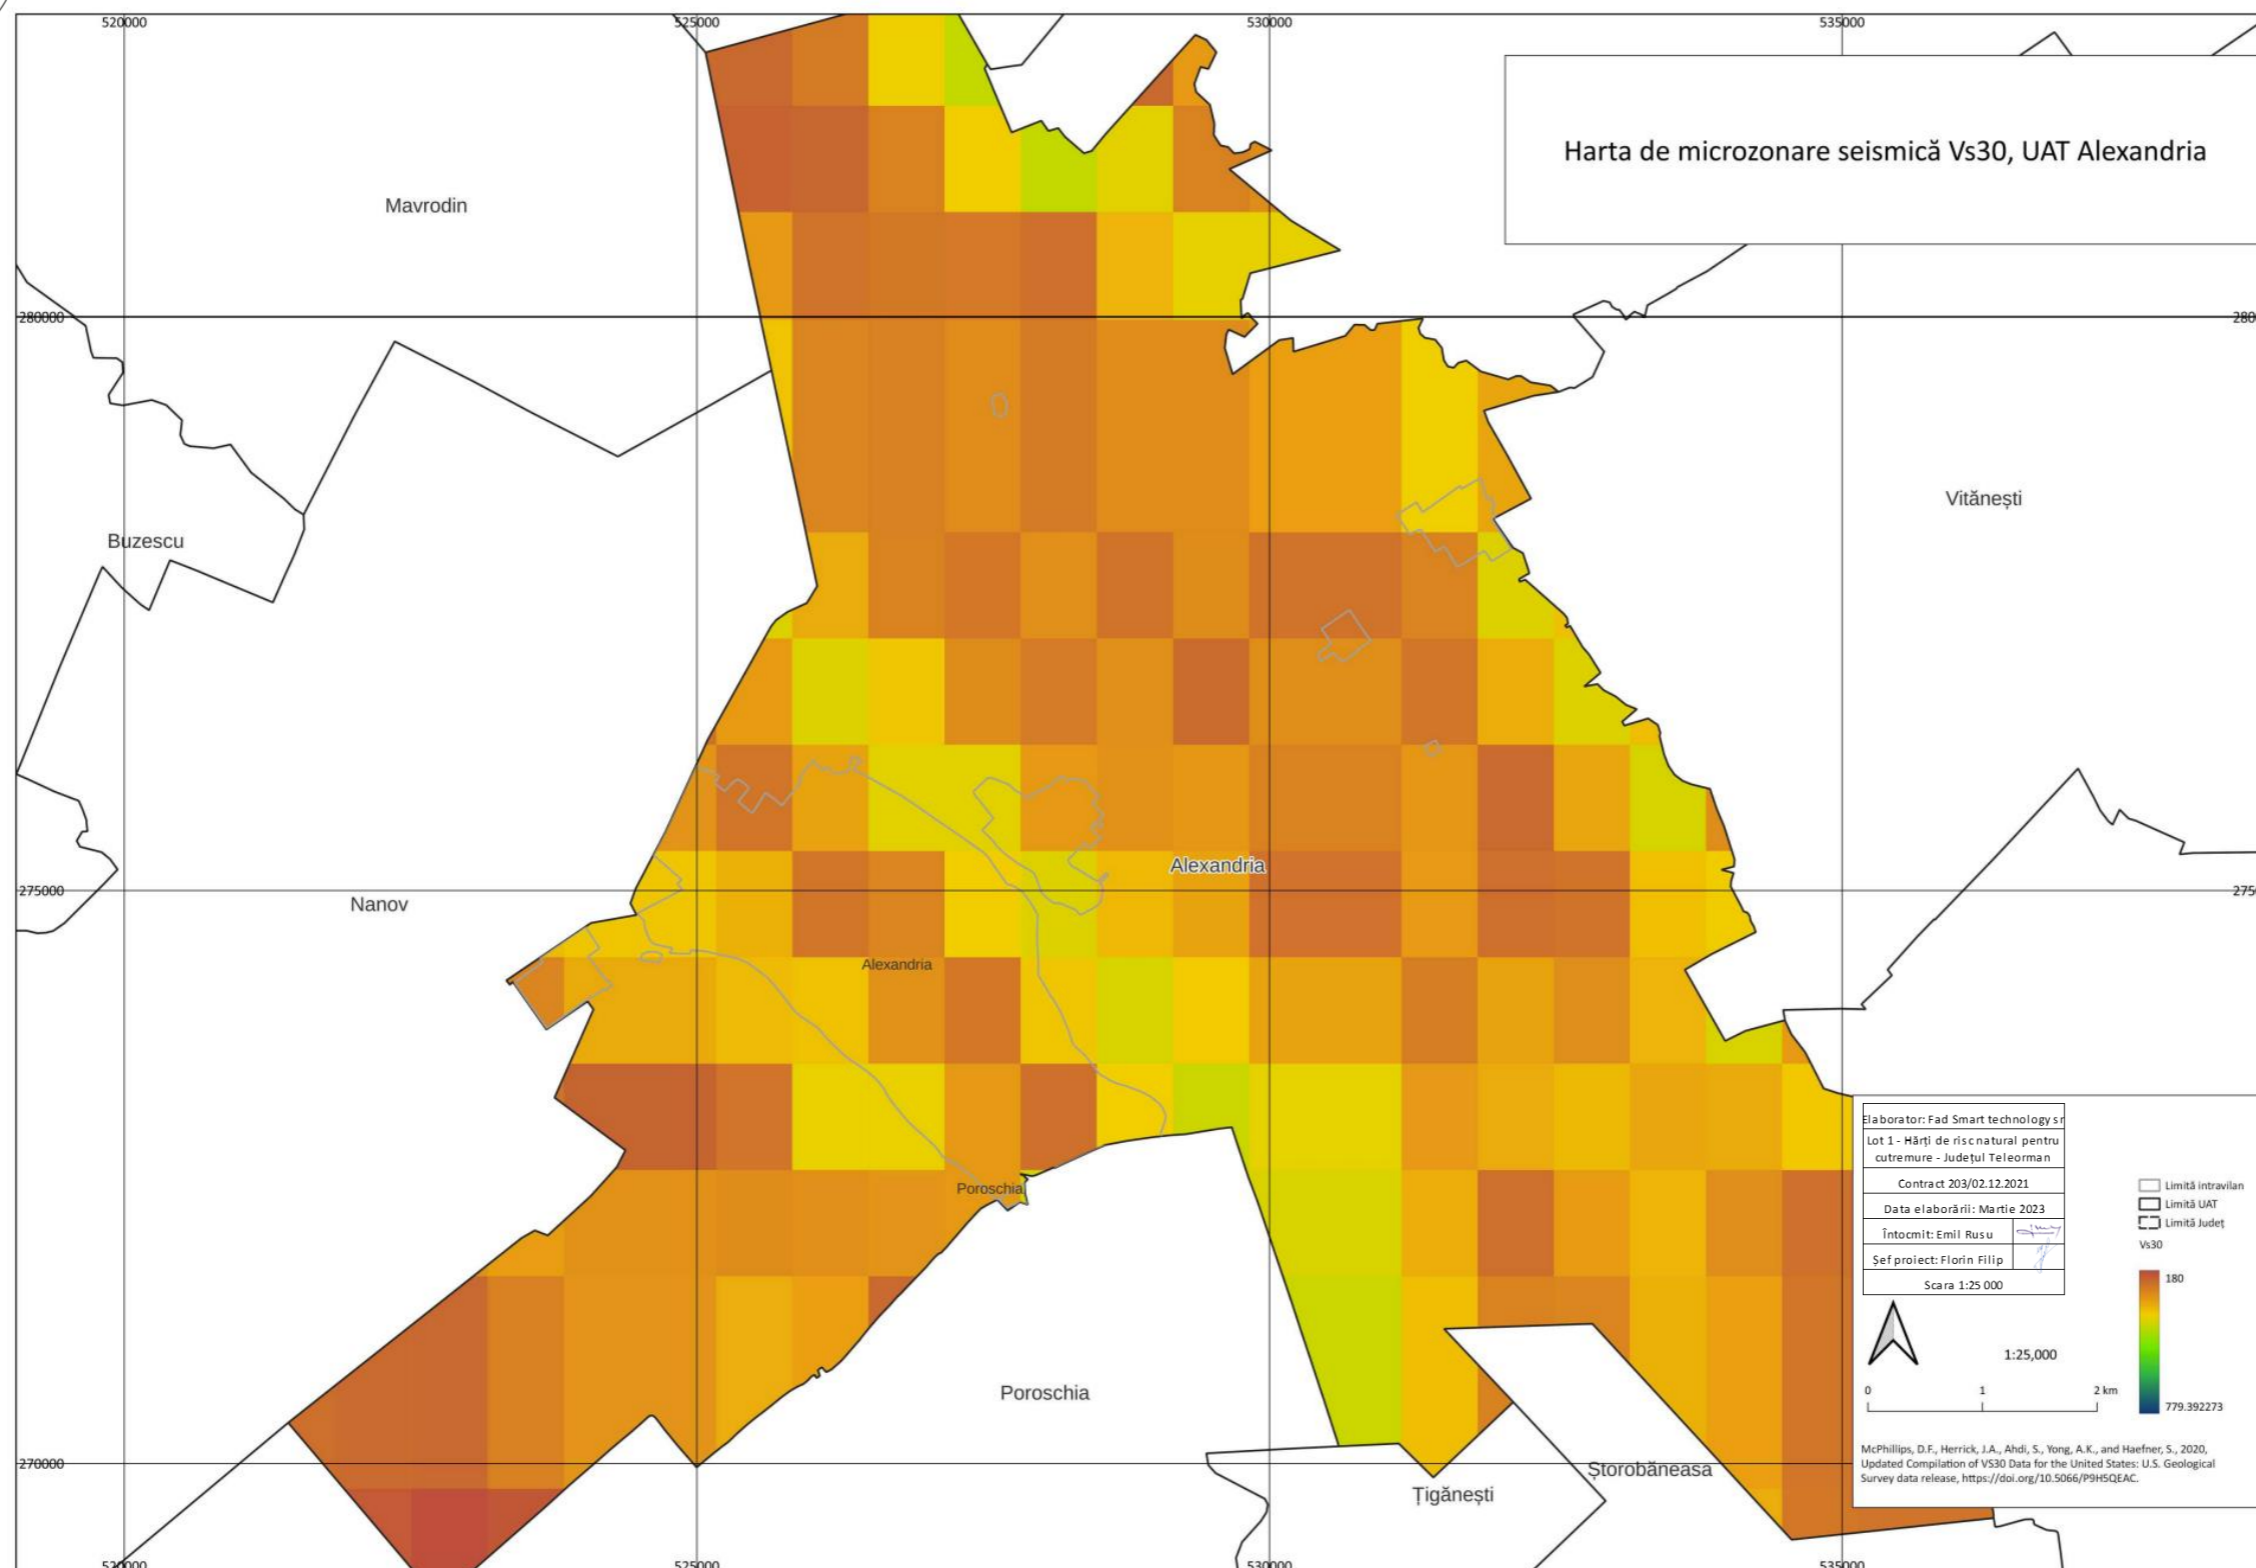 520000
525000
530000
535000
Harta de microzonare seismică Vs30, UAT Alexandria
Mavrodin
280000
280
Vitănești
Buzescu
Alexandria
275000
275
Nanov
Alexandria
Elaborator: Fad Smart technology sr
Lot 1 - Hărți de risc natural pentru
cutremure - Județul Teleorman
Contract 203/02.12.2021
Data elaborării: Martie 2023
Întocmit: Emil Rusu
Șef proiect: Florin Filip
Scara 1:25 000
Limită intravilan
Limită UAT
Limită Județ
Vs30
180
779.392273
1:25,000
0 1 2 km
McPhillips, D.F., Herrick, J.A., Ahdi, S., Yong, A.K., and Haefner, S., 2020,
Updated Compilation of VS30 Data for the United States: U.S. Geological
Survey data release, https://doi.org/10.5066/P9H5QEAC.
Poroschia
Poroschia
270000
Ștorobăneasa
Țigănești
520000
525000
530000
535000